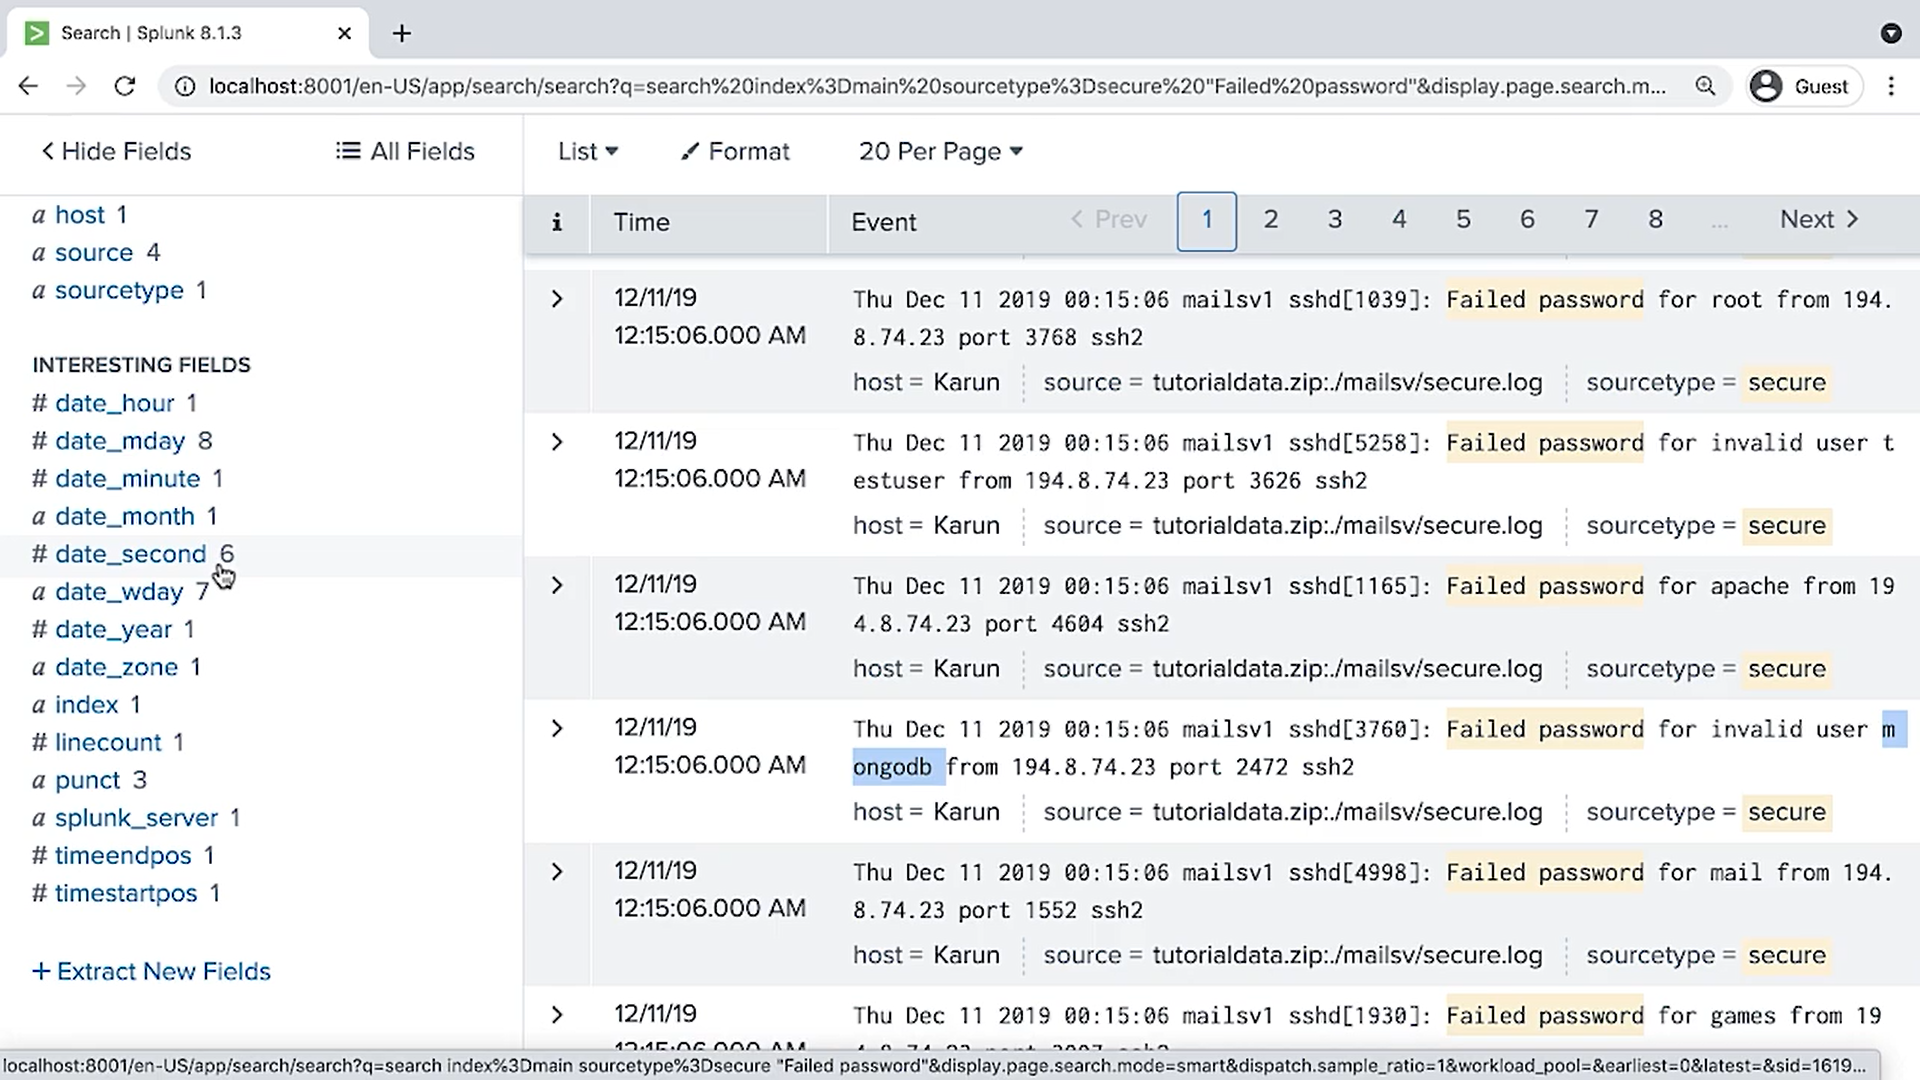 Search | Splunk 8.1.3
localhost:8001/en-US/app/search/search?q=search%20index%3Dmain%20sourcetype%3Dsecure%20"Failed%20password"&display.page.search.m...
Guest
Hide Fields
All Fields
List
Format
20 Per Page
a host 1
a source 4
a sourcetype 1
INTERESTING FIELDS
# date_hour 1
# date_mday 8
# date_minute 1
a date_month 1
# date_second 6
a date_wday 7
# date_year 1
a date_zone 1
a index 1
# linecount 1
a punct 3
a splunk_server 1
# timeendpos 1
# timestartpos 1
+ Extract New Fields
i Time Event < Prev 1 2 3 4 5 6 7 8 ... Next >
12/11/19
12:15:06.000 AM
Thu Dec 11 2019 00:15:06 mailsv1 sshd[1039]: Failed password for root from 194.
8.74.23 port 3768 ssh2
host = Karun source = tutorialdata.zip:./mailsv/secure.log sourcetype = secure
12/11/19
12:15:06.000 AM
Thu Dec 11 2019 00:15:06 mailsv1 sshd[5258]: Failed password for invalid user t
estuser from 194.8.74.23 port 3626 ssh2
host = Karun source = tutorialdata.zip:./mailsv/secure.log sourcetype = secure
12/11/19
12:15:06.000 AM
Thu Dec 11 2019 00:15:06 mailsv1 sshd[1165]: Failed password for apache from 19
4.8.74.23 port 4604 ssh2
host = Karun source = tutorialdata.zip:./mailsv/secure.log sourcetype = secure
12/11/19
12:15:06.000 AM
Thu Dec 11 2019 00:15:06 mailsv1 sshd[3760]: Failed password for invalid user m
ongodb from 194.8.74.23 port 2472 ssh2
host = Karun source = tutorialdata.zip:./mailsv/secure.log sourcetype = secure
12/11/19
12:15:06.000 AM
Thu Dec 11 2019 00:15:06 mailsv1 sshd[4998]: Failed password for mail from 194.
8.74.23 port 1552 ssh2
host = Karun source = tutorialdata.zip:./mailsv/secure.log sourcetype = secure
12/11/19
Thu Dec 11 2019 00:15:06 mailsv1 sshd[1930]: Failed password for games from 19
localhost:8001/en-US/app/search/search?q=search index%3Dmain sourcetype%3Dsecure "Failed password"&display.page.search.mode=smart&dispatch.sample_ratio=1&workload_pool=&earliest=0&latest=&sid=1619...